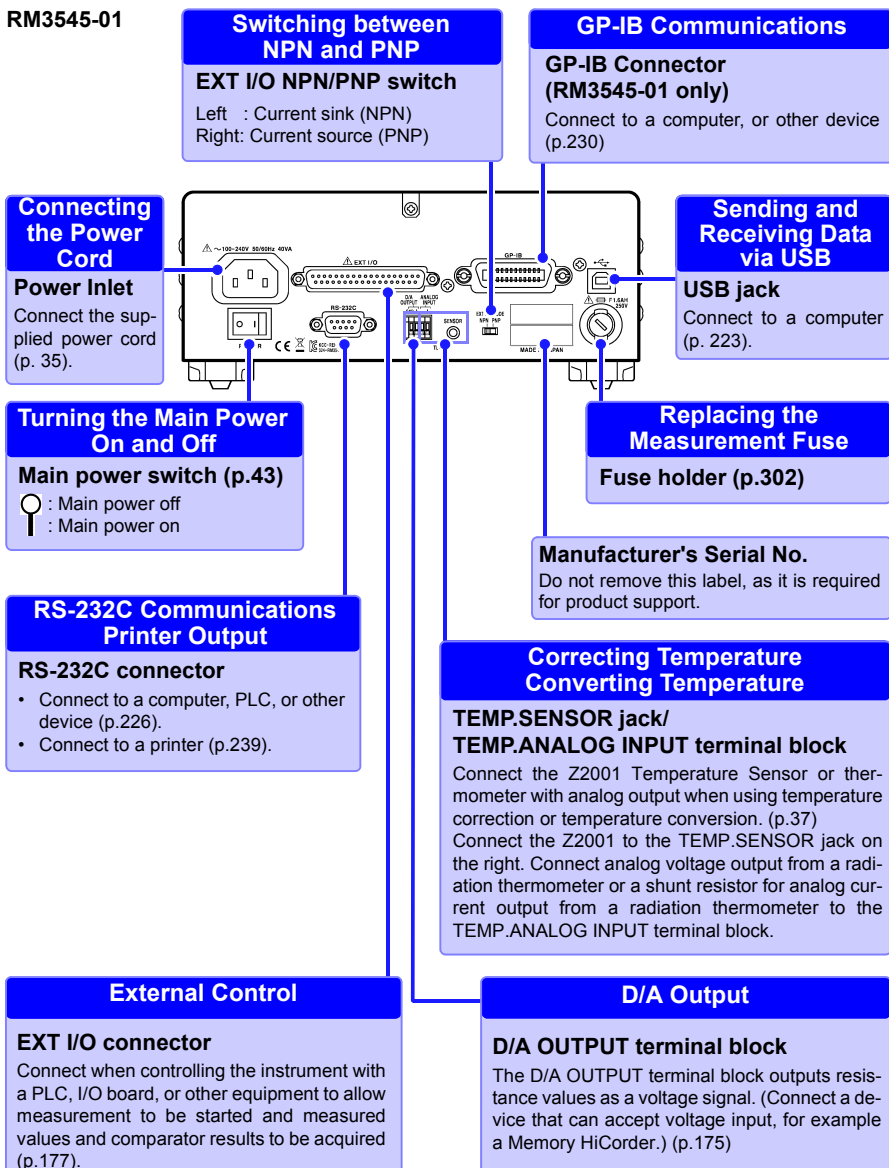 RM3545-01
Switching between
NPN and PNP
EXT I/O NPN/PNP switch
Left : Current sink (NPN)
Right: Current source (PNP)
GP-IB Communications
GP-IB Connector
(RM3545-01 only)
Connect to a computer, or other device
(p.230)
Connecting
the Power
Cord
Power Inlet
Connect the sup-
plied power cord
(p. 35).
~100-240V 50/60Hz 40VA
EXT I/O
GP-IB
RS-232C
D/A
OUTPUT
ANALOG
INPUT
SENSOR
NPN PNP
F1.6AH
250V
CE
MADE
Sending and
Receiving Data
via USB
USB jack
Connect to a computer
(p. 223).
Turning the Main Power
On and Off
Main power switch (p.43)
: Main power off
: Main power on
Replacing the
Measurement Fuse
Fuse holder (p.302)
Manufacturer's Serial No.
Do not remove this label, as it is required
for product support.
RS-232C Communications
Printer Output
RS-232C connector
• Connect to a computer, PLC, or other
device (p.226).
• Connect to a printer (p.239).
Correcting Temperature
Converting Temperature
TEMP.SENSOR jack/
TEMP.ANALOG INPUT terminal block
Connect the Z2001 Temperature Sensor or ther-
mometer with analog output when using temperature
correction or temperature conversion. (p.37)
Connect the Z2001 to the TEMP.SENSOR jack on
the right. Connect analog voltage output from a radi-
ation thermometer or a shunt resistor for analog cur-
rent output from a radiation thermometer to the
TEMP.ANALOG INPUT terminal block.
External Control
EXT I/O connector
Connect when controlling the instrument with
a PLC, I/O board, or other equipment to allow
measurement to be started and measured
values and comparator results to be acquired
(p.177).
D/A Output
D/A OUTPUT terminal block
The D/A OUTPUT terminal block outputs resis-
tance values as a voltage signal. (Connect a de-
vice that can accept voltage input, for example
a Memory HiCorder.) (p.175)